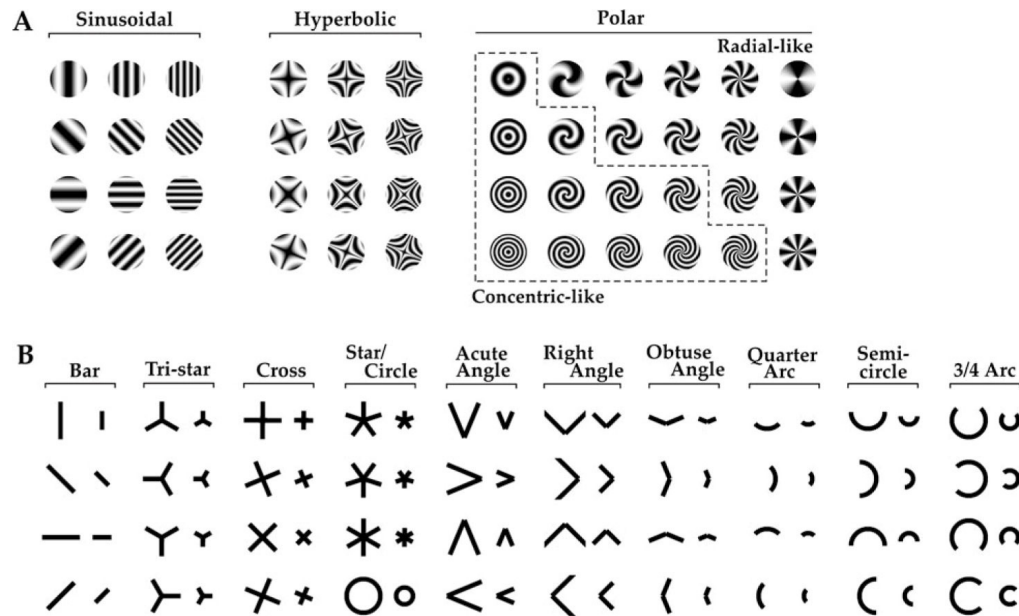 A
Sinusoidal
Hyperbolic
Polar
Radial-like
Concentric-like
B
Bar
Tri-star
Cross
Star/
Circle
Acute
Angle
Right
Angle
Obtuse
Angle
Quarter
Arc
Semi-
circle
3/4 Arc